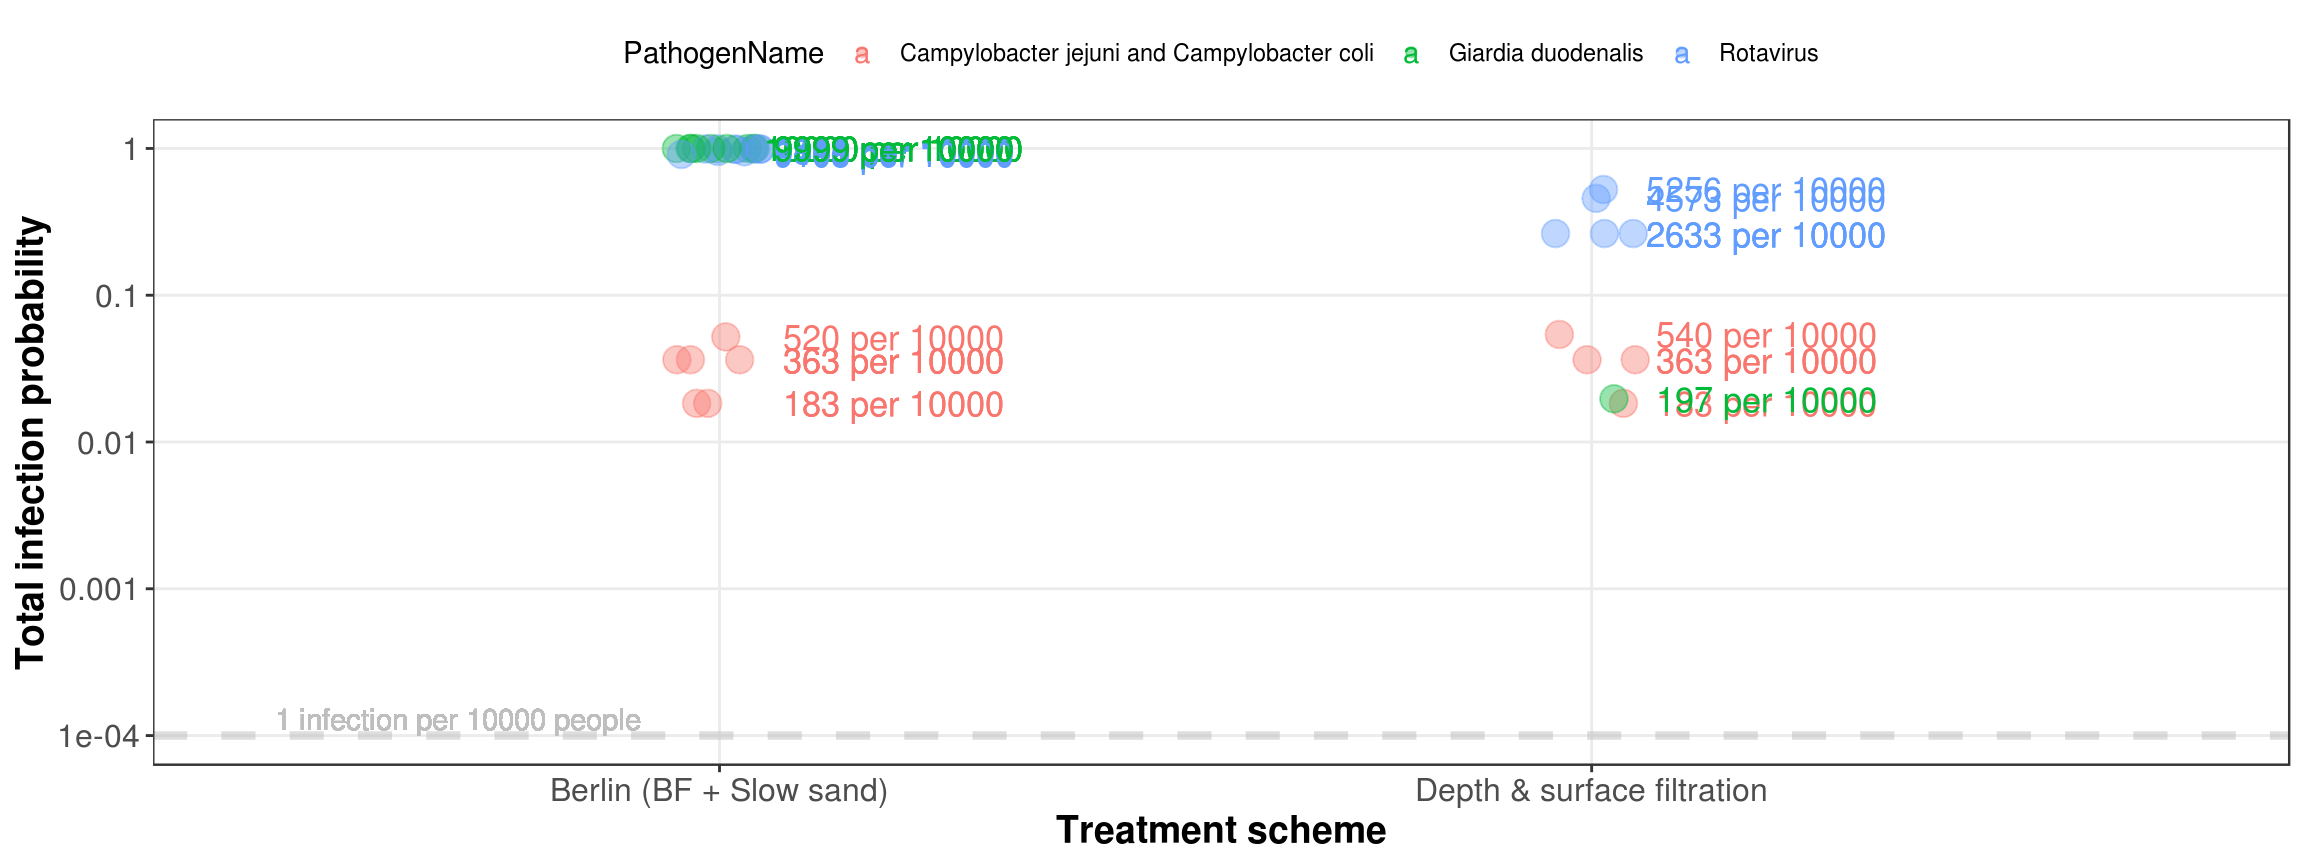 PathogenName a Campylobacter jejuni and Campylobacter coli a Giardia duodenalis a Rotavirus
Total infection probability
1
0.1
0.01
0.001
1e-04
9999 per 10000
5256 per 10000
4573 per 10000
2633 per 10000
520 per 10000
363 per 10000
183 per 10000
540 per 10000
363 per 10000
197 per 10000
183 per 10000
1 infection per 10000 people
Berlin (BF + Slow sand)
Depth & surface filtration
Treatment scheme